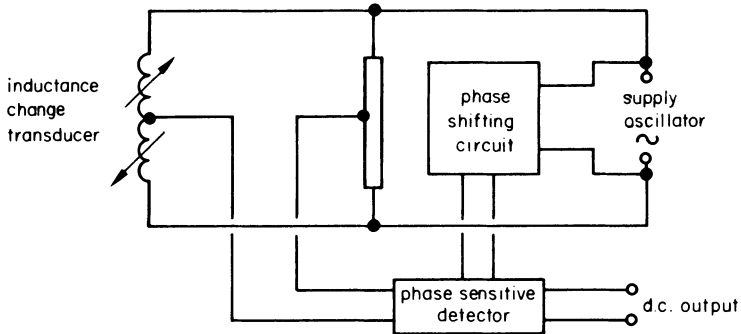 inductance
change
transducer
phase
shifting
circuit
supply
oscillator
~
phase sensitive
detector
d.c. output